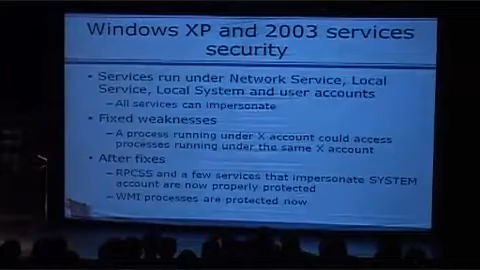 Windows XP and 2003 services
security
• Services run under Network Service, Local
Service, Local System and user accounts
– All services can impersonate
• Fixed weaknesses
– A process running under X account could access
processes running under the same X account
• After fixes
– RPCSS and a few services that impersonate SYSTEM
account are now properly protected
– WMI processes are protected now